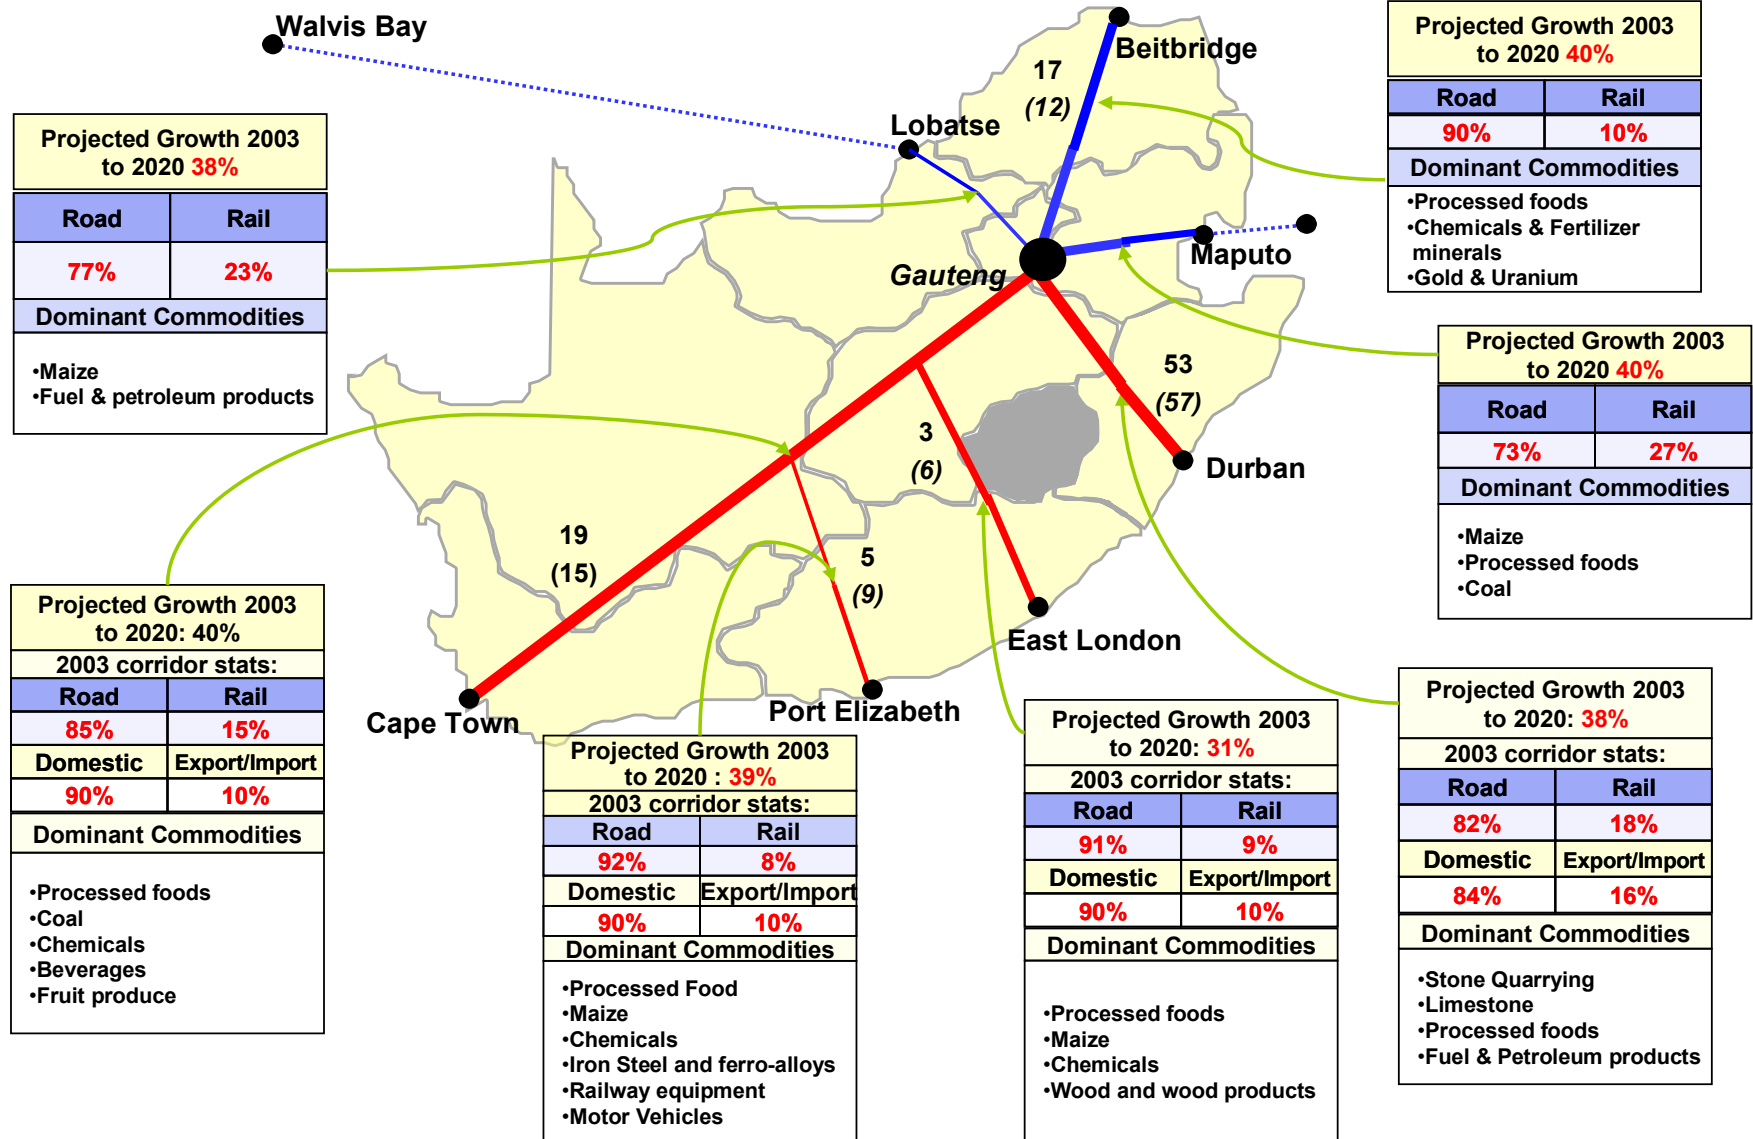 Walvis Bay
Beitbridge
17
(12)
Lobatse
Maputo
Gauteng
53
(57)
3
(6)
Durban
19
(15)
5
(9)
East London
Port Elizabeth
Cape Town
Projected Growth 2003
to 2020 38%
Road Rail
77% 23%
Dominant Commodities
•Maize
•Fuel & petroleum products
Projected Growth 2003
to 2020 40%
Road Rail
90% 10%
Dominant Commodities
•Processed foods
•Chemicals & Fertilizer
minerals
•Gold & Uranium
Projected Growth 2003
to 2020 40%
Road Rail
73% 27%
Dominant Commodities
•Maize
•Processed foods
•Coal
Projected Growth 2003
to 2020: 40%
2003 corridor stats:
Road Rail
85% 15%
Domestic Export/Import
90% 10%
Dominant Commodities
•Processed foods
•Coal
•Chemicals
•Beverages
•Fruit produce
Projected Growth 2003
to 2020 : 39%
2003 corridor stats:
Road Rail
92% 8%
Domestic Export/Import
90% 10%
Dominant Commodities
•Processed Food
•Maize
•Chemicals
•Iron Steel and ferro-alloys
•Railway equipment
•Motor Vehicles
Projected Growth 2003
to 2020: 31%
2003 corridor stats:
Road Rail
91% 9%
Domestic Export/Import
90% 10%
Dominant Commodities
•Processed foods
•Maize
•Chemicals
•Wood and wood products
Projected Growth 2003
to 2020: 38%
2003 corridor stats:
Road Rail
82% 18%
Domestic Export/Import
84% 16%
Dominant Commodities
•Stone Quarrying
•Limestone
•Processed foods
•Fuel & Petroleum products